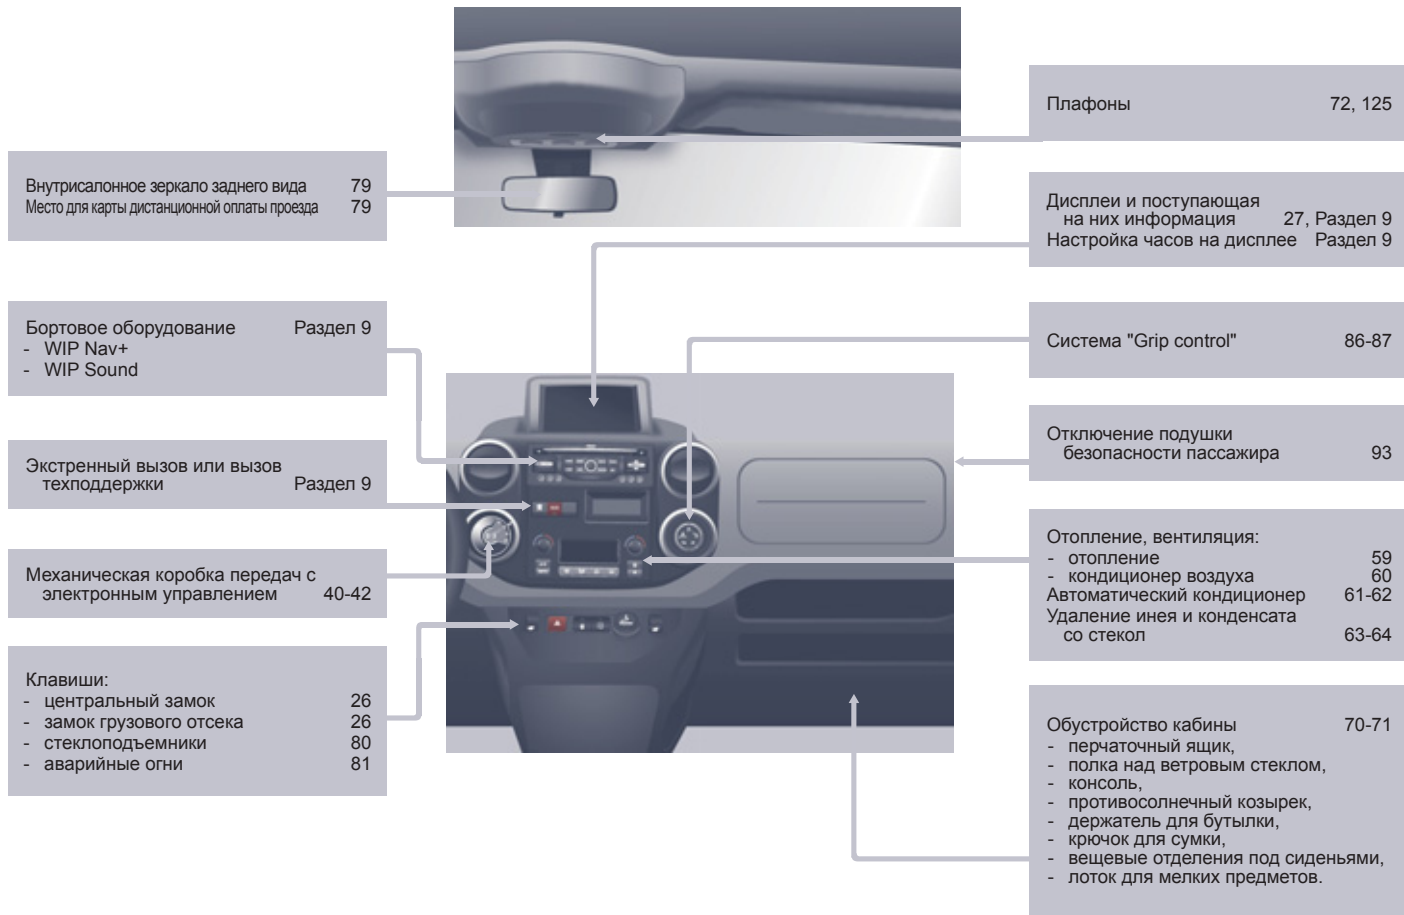 Внутрисалонное зеркало заднего вида 79
Место для карты дистанционной оплаты проезда 79
Бортовое оборудование Раздел 9
- WIP Nav+
- WIP Sound
Экстренный вызов или вызов
техподдержки Раздел 9
Механическая коробка передач с
электронным управлением 40-42
Клавиши:
- центральный замок 26
- замок грузового отсека 26
- стеклоподъемники 80
- аварийные огни 81
Плафоны 72, 125
Дисплеи и поступающая
на них информация 27, Раздел 9
Настройка часов на дисплее Раздел 9
Система "Grip control" 86-87
Отключение подушки
безопасности пассажира 93
Отопление, вентиляция:
- отопление 59
- кондиционер воздуха 60
Автоматический кондиционер 61-62
Удаление инея и конденсата
со стекол 63-64
Обустройство кабины 70-71
- перчаточный ящик,
- полка над ветровым стеклом,
- консоль,
- противосолнечный козырек,
- держатель для бутылки,
- крючок для сумки,
- вещевые отделения под сиденьями,
- лоток для мелких предметов.